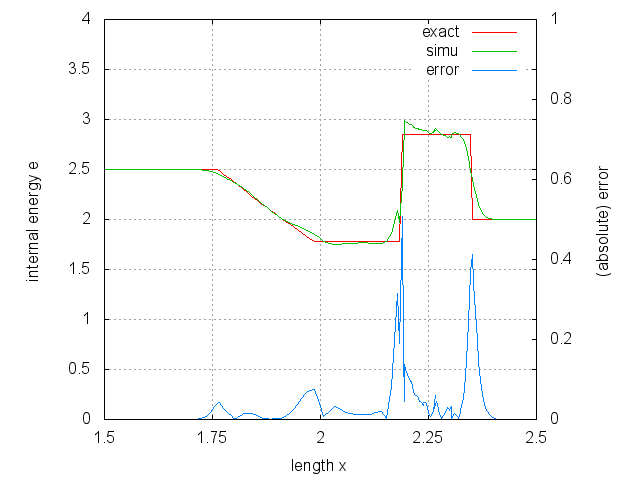 4 1
exact
simu
error
3.5
0.8
3
2.5
0.6
internal energy e
2
(absolute) error
0.4
1.5
1
0.2
0.5
0 0
1.5 1.75 2 2.25 2.5
length x